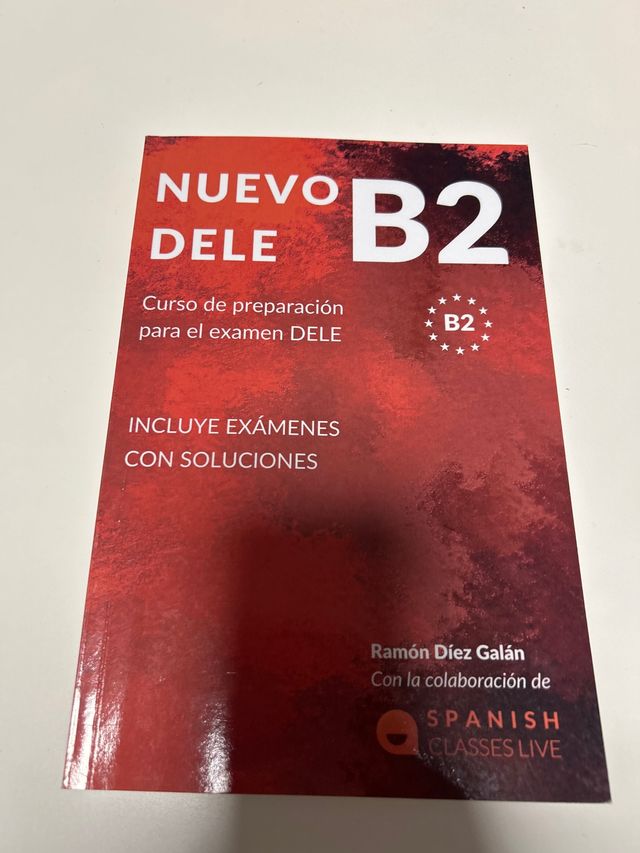 NUEVO B2
DELE
Curso de preparación
para el examen DELE
B2
INCLUYE EXÁMENES
CON SOLUCIONES
Ramón Díez Galán
Con la colaboración de
SPANISH
CLASSES LIVE